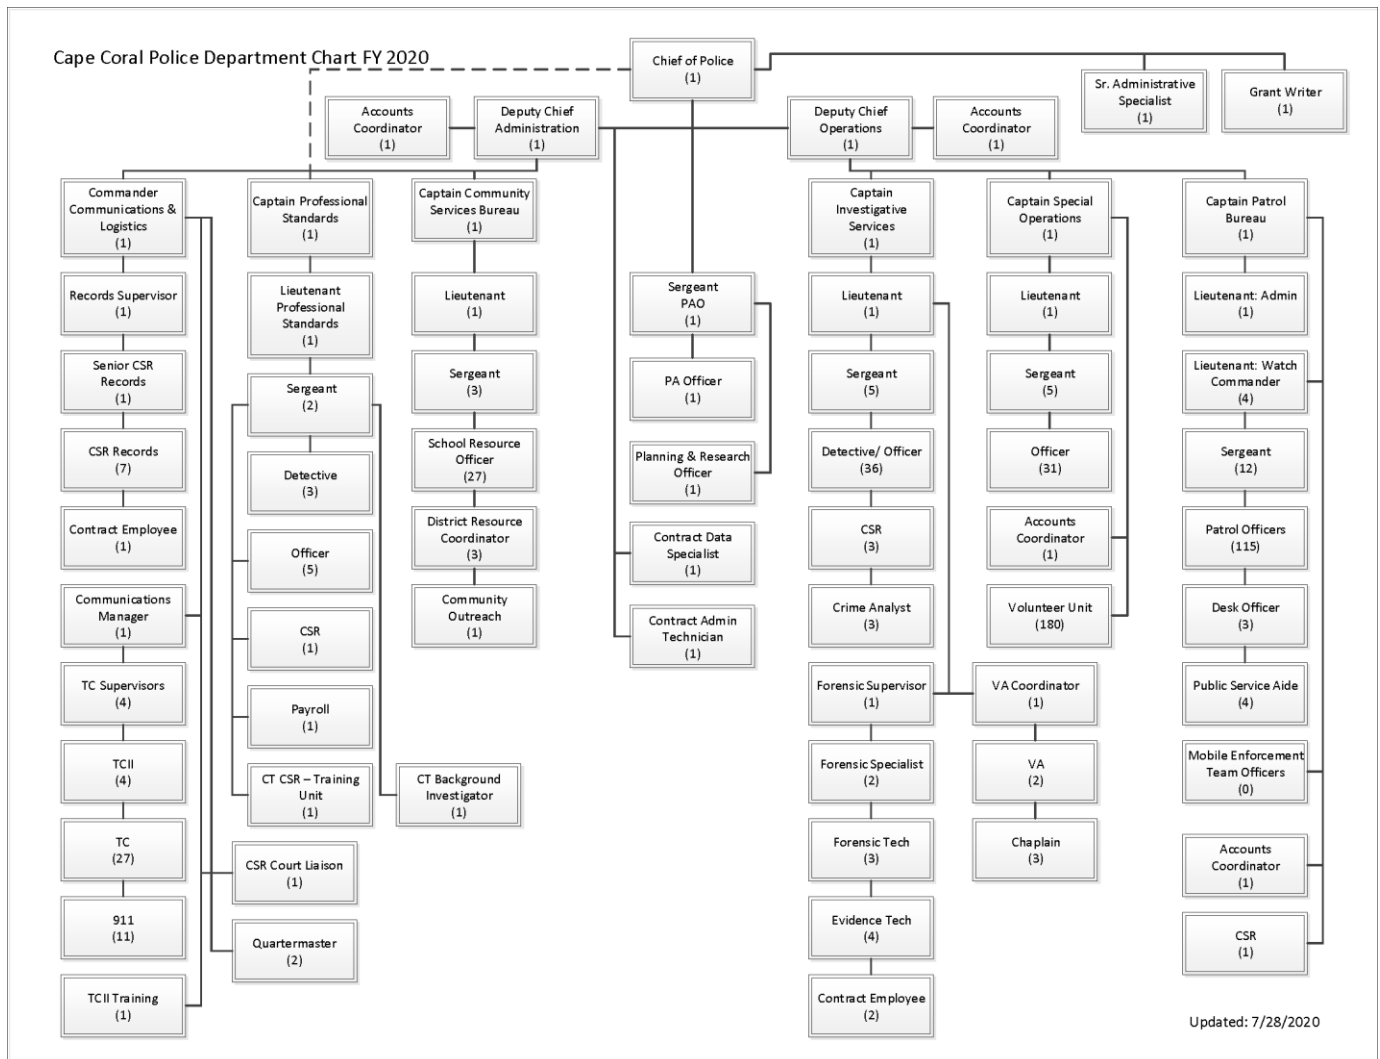 Cape Coral Police Department Chart FY 2020
Chief of Police
(1)
Sr. Administrative
Specialist
(1)
Grant Writer
(1)
Accounts
Coordinator
(1)
Deputy Chief
Administration
(1)
Deputy Chief
Operations
(1)
Accounts
Coordinator
(1)
Commander
Communications &
Logistics
(1)
Records Supervisor
(1)
Senior CSR
Records
(1)
CSR Records
(7)
Contract Employee
(1)
Communications
Manager
(1)
TC Supervisors
(4)
TCII
(4)
TC
(27)
911
(11)
TCII Training
(1)
CSR Court Liaison
(1)
Quartermaster
(2)
Captain Professional
Standards
(1)
Lieutenant
Professional
Standards
(1)
Sergeant
(2)
Detective
(3)
Officer
(5)
CSR
(1)
Payroll
(1)
CT CSR – Training
Unit
(1)
CT Background
Investigator
(1)
Captain Community
Services Bureau
(1)
Lieutenant
(1)
Sergeant
(3)
School Resource
Officer
(27)
District Resource
Coordinator
(3)
Community
Outreach
(1)
Sergeant
PAO
(1)
PA Officer
(1)
Planning & Research
Officer
(1)
Contract Data
Specialist
(1)
Contract Admin
Technician
(1)
Captain
Investigative
Services
(1)
Lieutenant
(1)
Sergeant
(5)
Detective/ Officer
(36)
CSR
(3)
Crime Analyst
(3)
Forensic Supervisor
(1)
Forensic Specialist
(2)
Forensic Tech
(3)
Evidence Tech
(4)
Contract Employee
(2)
VA Coordinator
(1)
VA
(2)
Chaplain
(3)
Captain Special
Operations
(1)
Lieutenant
(1)
Sergeant
(5)
Officer
(31)
Accounts
Coordinator
(1)
Volunteer Unit
(180)
Captain Patrol
Bureau
(1)
Lieutenant: Admin
(1)
Lieutenant: Watch
Commander
(4)
Sergeant
(12)
Patrol Officers
(115)
Desk Officer
(3)
Public Service Aide
(4)
Mobile Enforcement
Team Officers
(0)
Accounts
Coordinator
(1)
CSR
(1)
Updated: 7/28/2020